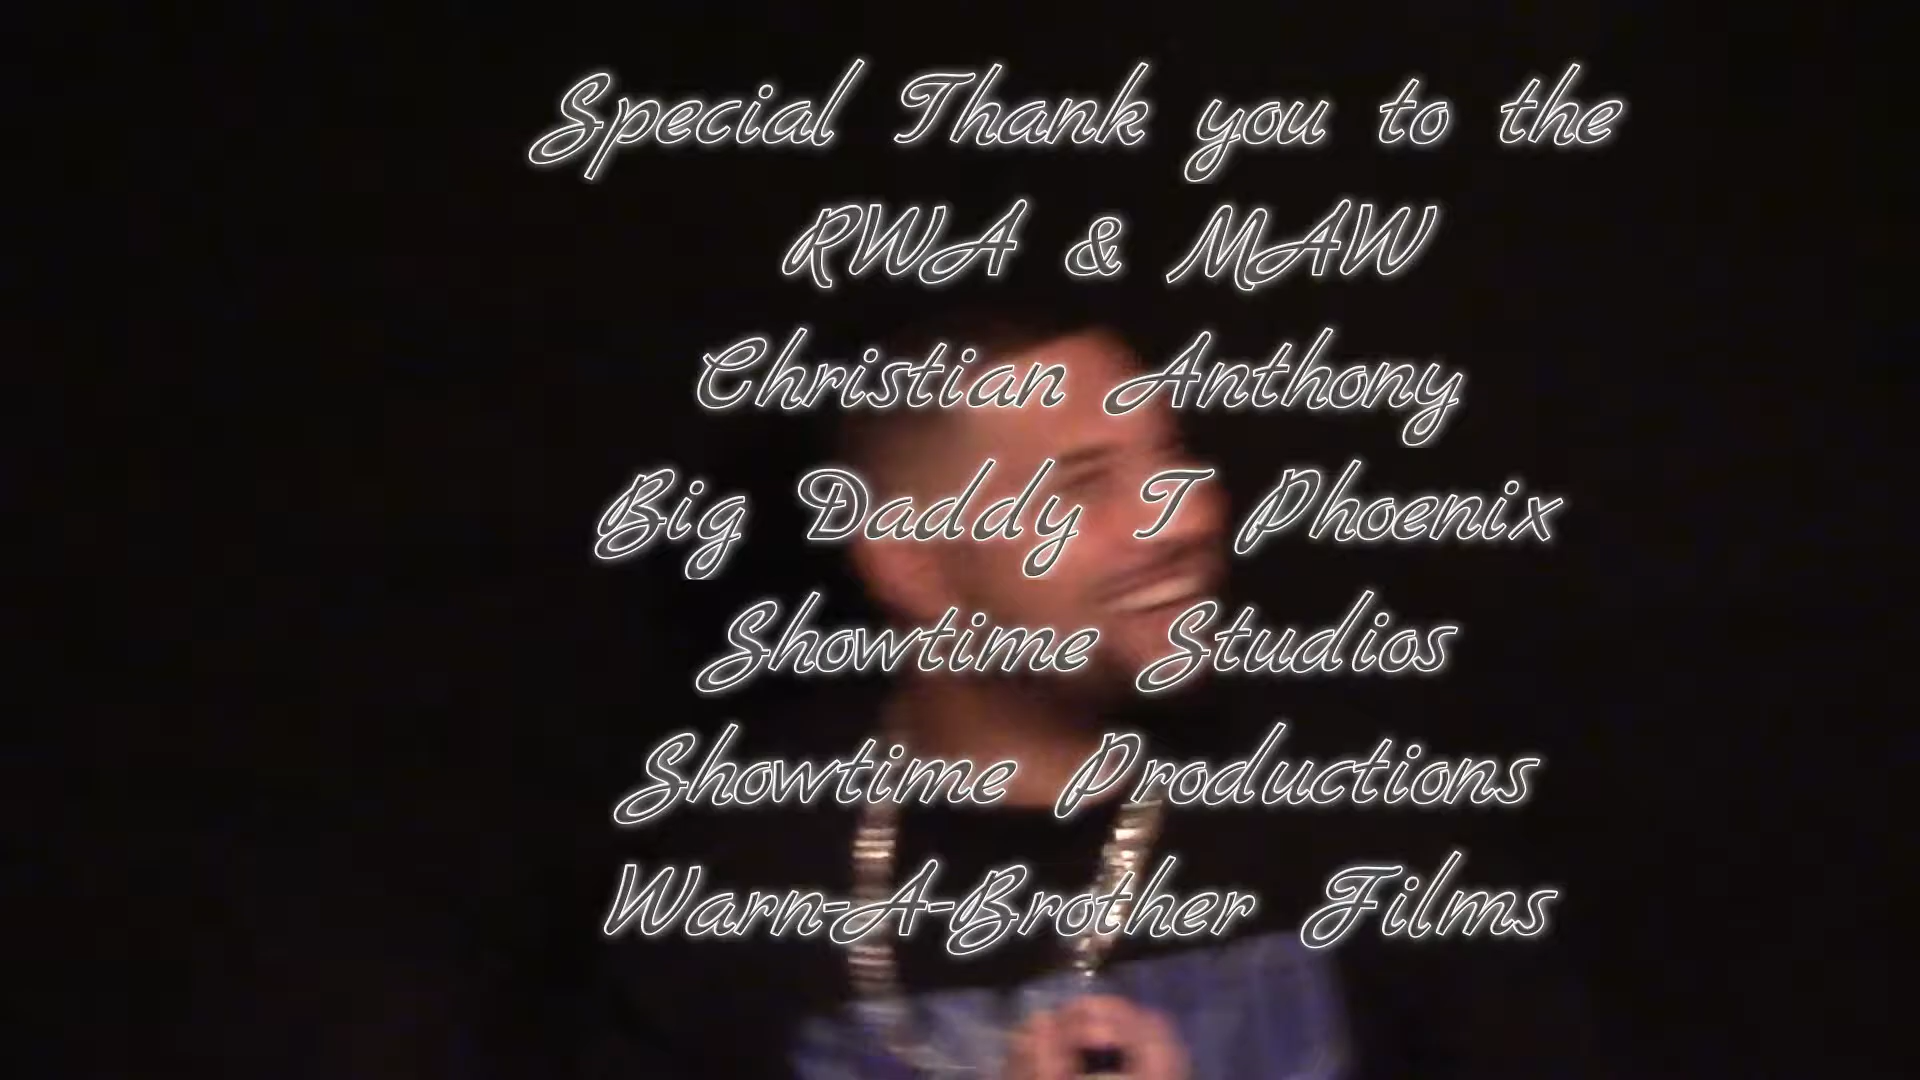 Special Thank you to the
RWA & MAW
Christian Anthony
Big Daddy T Phoenix
Showtime Studios
Showtime Productions
Warn-A-Brother Films